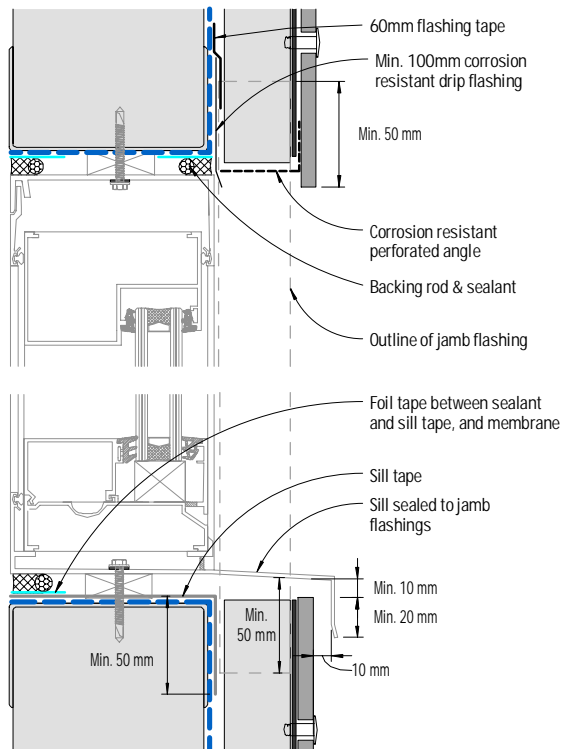 60mm flashing tape
Min. 100mm corrosion
resistant drip flashing
Min. 50 mm
Corrosion resistant
perforated angle
Backing rod & sealant
Outline of jamb flashing
Foil tape between sealant
and sill tape, and membrane
Sill tape
Sill sealed to jamb
flashings
Min. 10 mm
Min. 20 mm
Min.
50 mm
Min. 50 mm
10 mm